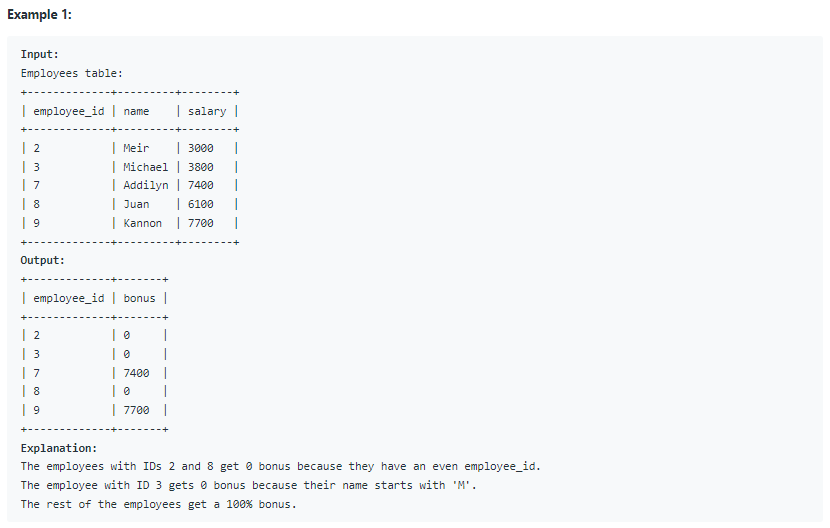 Example 1:
Input:
Employees table:
+-------------+---------+--------+
| employee_id | name    | salary |
+-------------+---------+--------+
| 2           | Meir    | 3000   |
| 3           | Michael | 3800   |
| 7           | Addilyn | 7400   |
| 8           | Juan    | 6100   |
| 9           | Kannon  | 7700   |
+-------------+---------+--------+
Output:
+-------------+-------+
| employee_id | bonus |
+-------------+-------+
| 2           | 0     |
| 3           | 0     |
| 7           | 7400  |
| 8           | 0     |
| 9           | 7700  |
+-------------+-------+
Explanation:
The employees with IDs 2 and 8 get 0 bonus because they have an even employee_id.
The employee with ID 3 gets 0 bonus because their name starts with 'M'.
The rest of the employees get a 100% bonus.